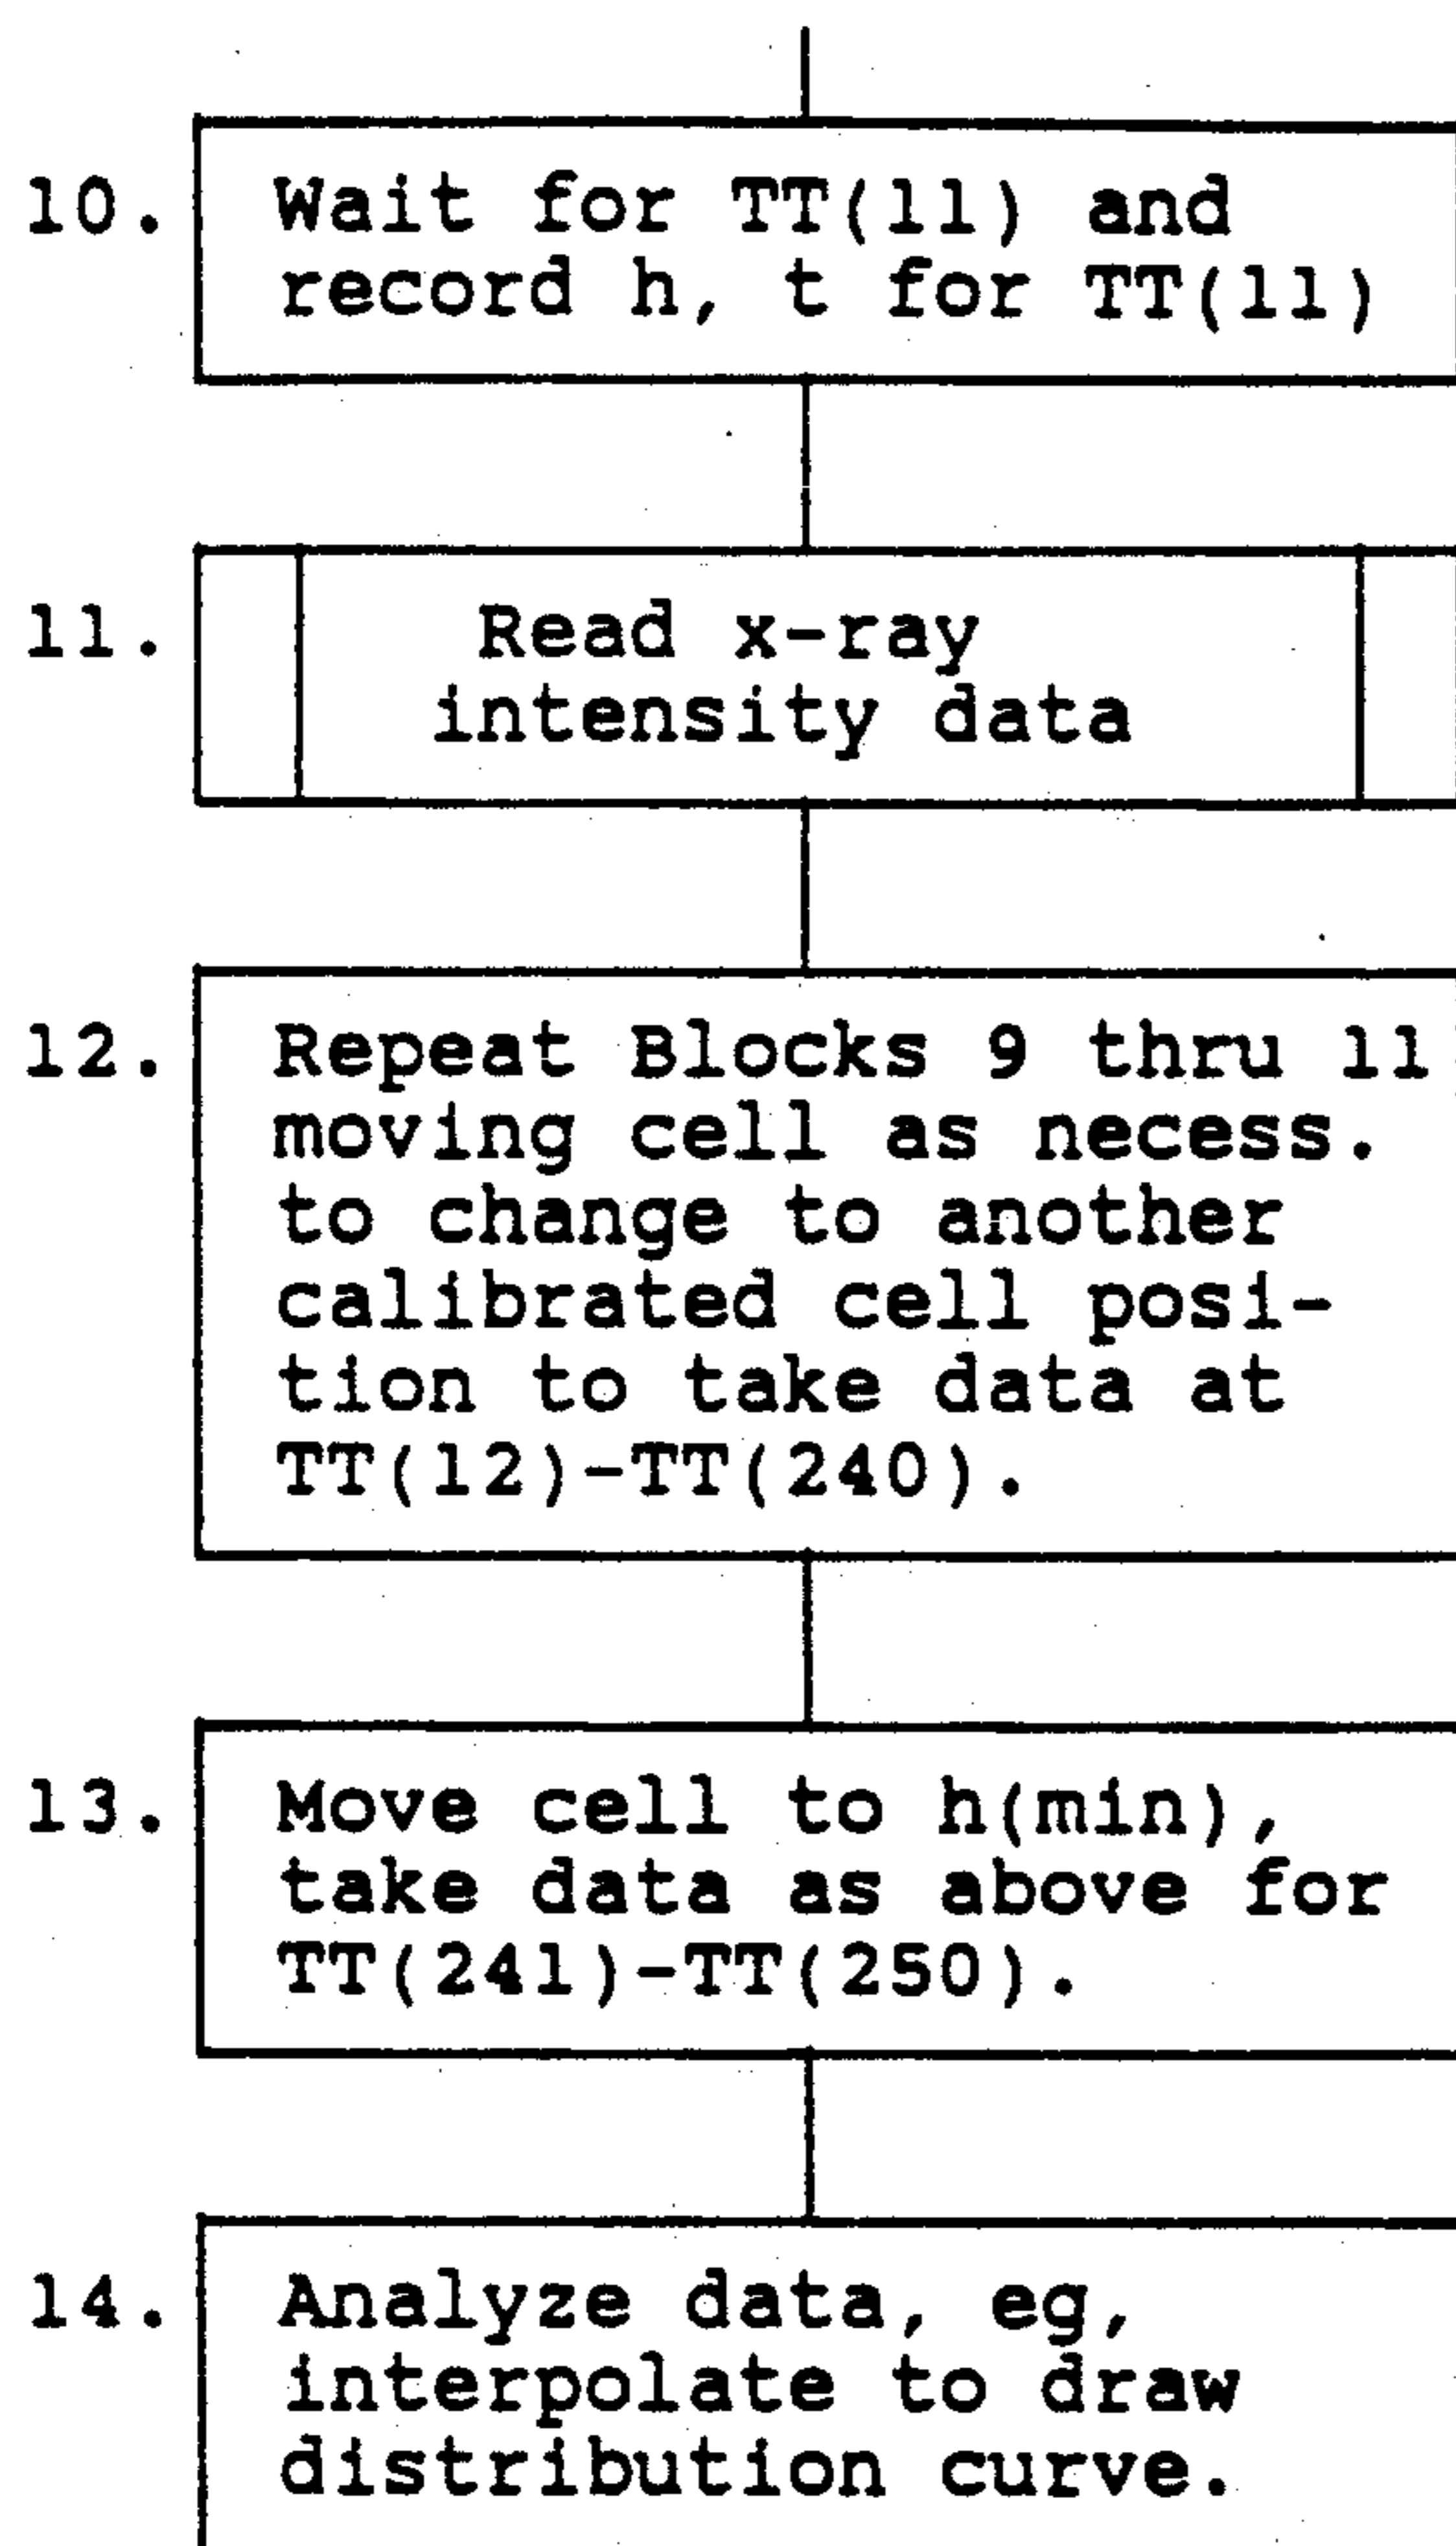 10. Wait for TT(11) and
record h, t for TT(11)
11. Read x-ray
intensity data
12. Repeat Blocks 9 thru 11
moving cell as necess.
to change to another
calibrated cell posi-
tion to take data at
TT(12)-TT(240).
13. Move cell to h(min),
take data as above for
TT(241)-TT(250).
14. Analyze data, eg,
interpolate to draw
distribution curve.